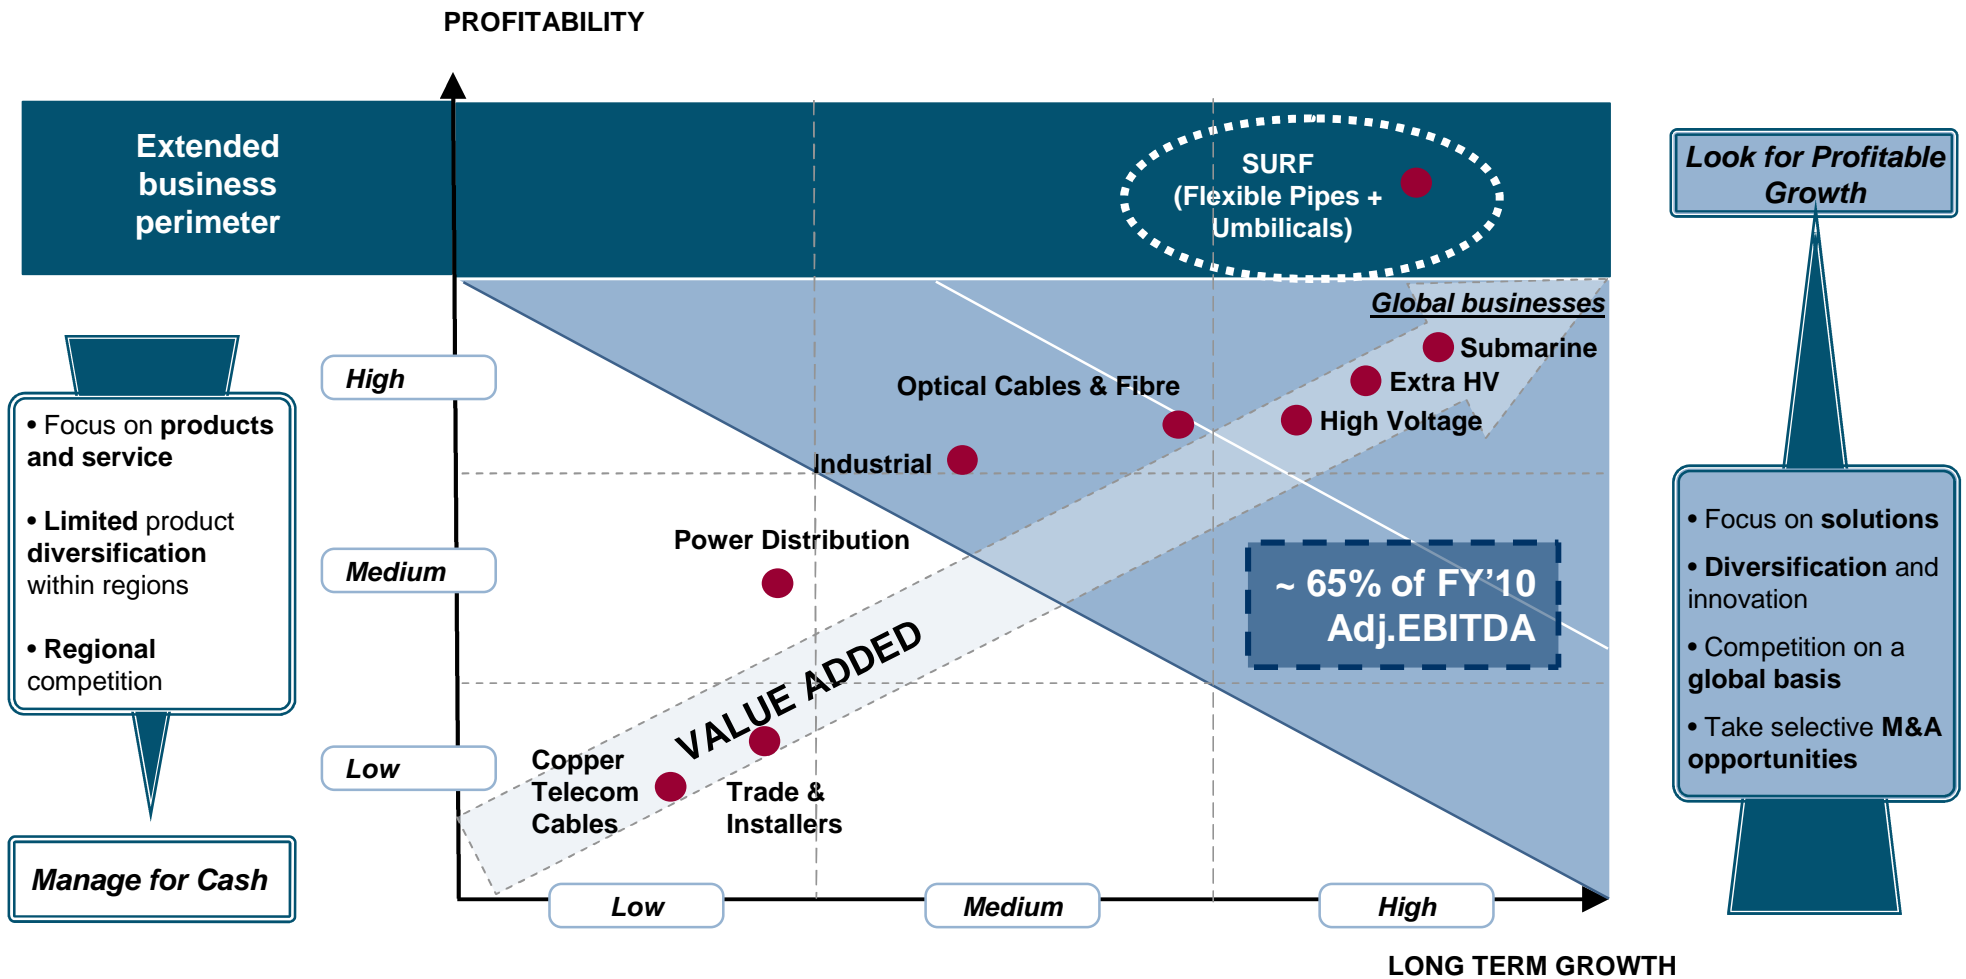 PROFITABILITY
Extended
business
perimeter
SURF
(Flexible Pipes +
Umbilicals)
Look for Profitable
Growth
Global businesses
Submarine
Extra HV
High Voltage
Optical Cables & Fibre
Industrial
Power Distribution
High
Medium
Low
• Focus on products
and service
• Limited product
diversification
within regions
• Regional
competition
Manage for Cash
~ 65% of FY’10
Adj.EBITDA
VALUE ADDED
Copper
Telecom
Cables
Trade &
Installers
• Focus on solutions
• Diversification and
innovation
• Competition on a
global basis
• Take selective M&A
opportunities
Low
Medium
High
LONG TERM GROWTH